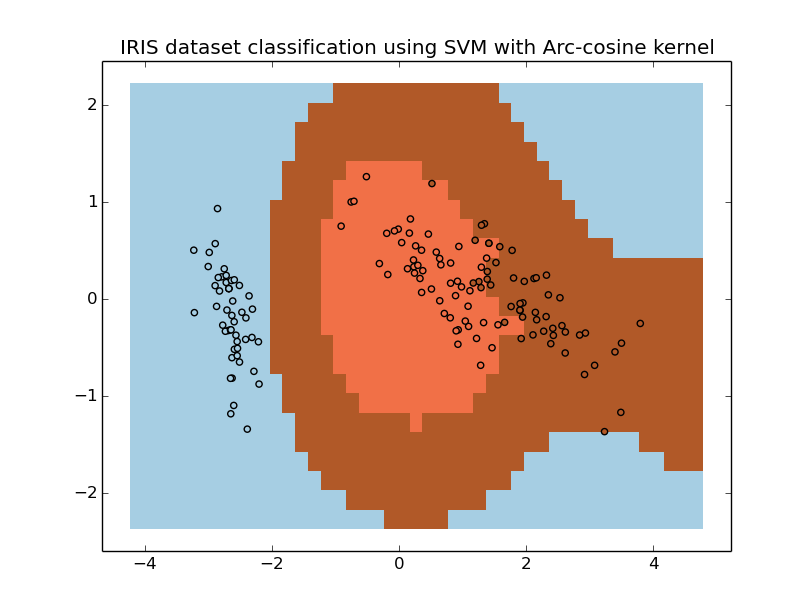 IRIS dataset classification using SVM with Arc-cosine kernel
2
1
0
−1
−2
−4 −2 0 2 4